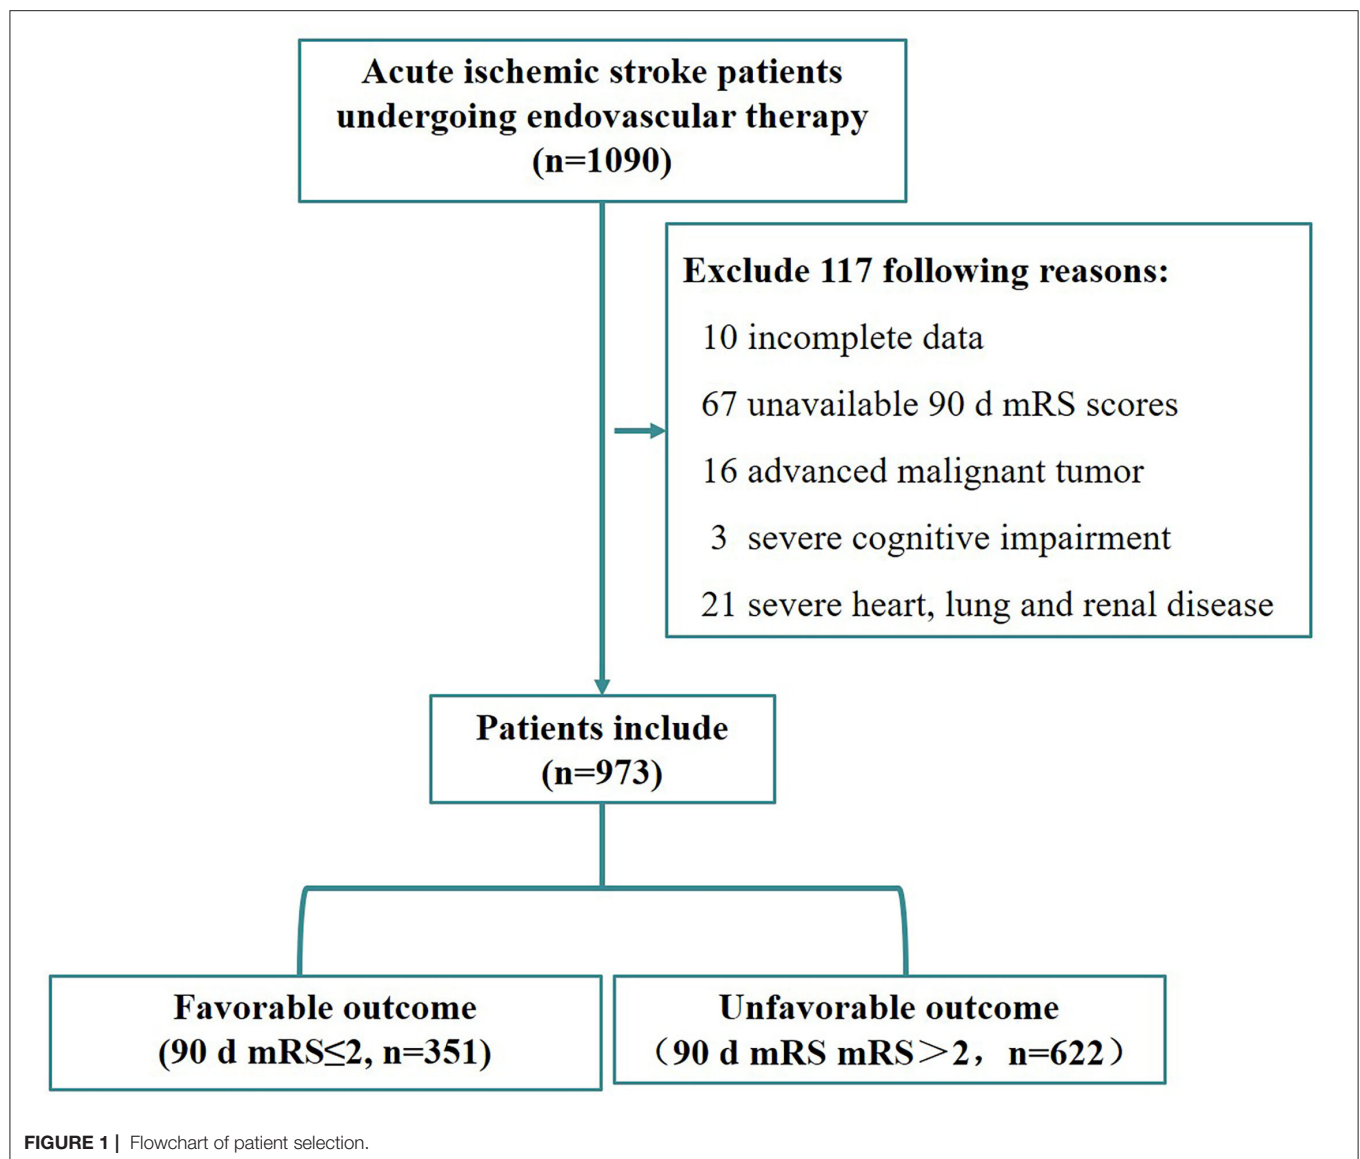 Acute ischemic stroke patients
undergoing endovascular therapy
(n=1090)
Exclude 117 following reasons:
10 incomplete data
67 unavailable 90 d mRS scores
16 advanced malignant tumor
3 severe cognitive impairment
21 severe heart, lung and renal disease
Patients include
(n=973)
Favorable outcome
(90 d mRS≤2, n=351)
Unfavorable outcome
（90 d mRS mRS＞2， n=622）
FIGURE 1 | Flowchart of patient selection.